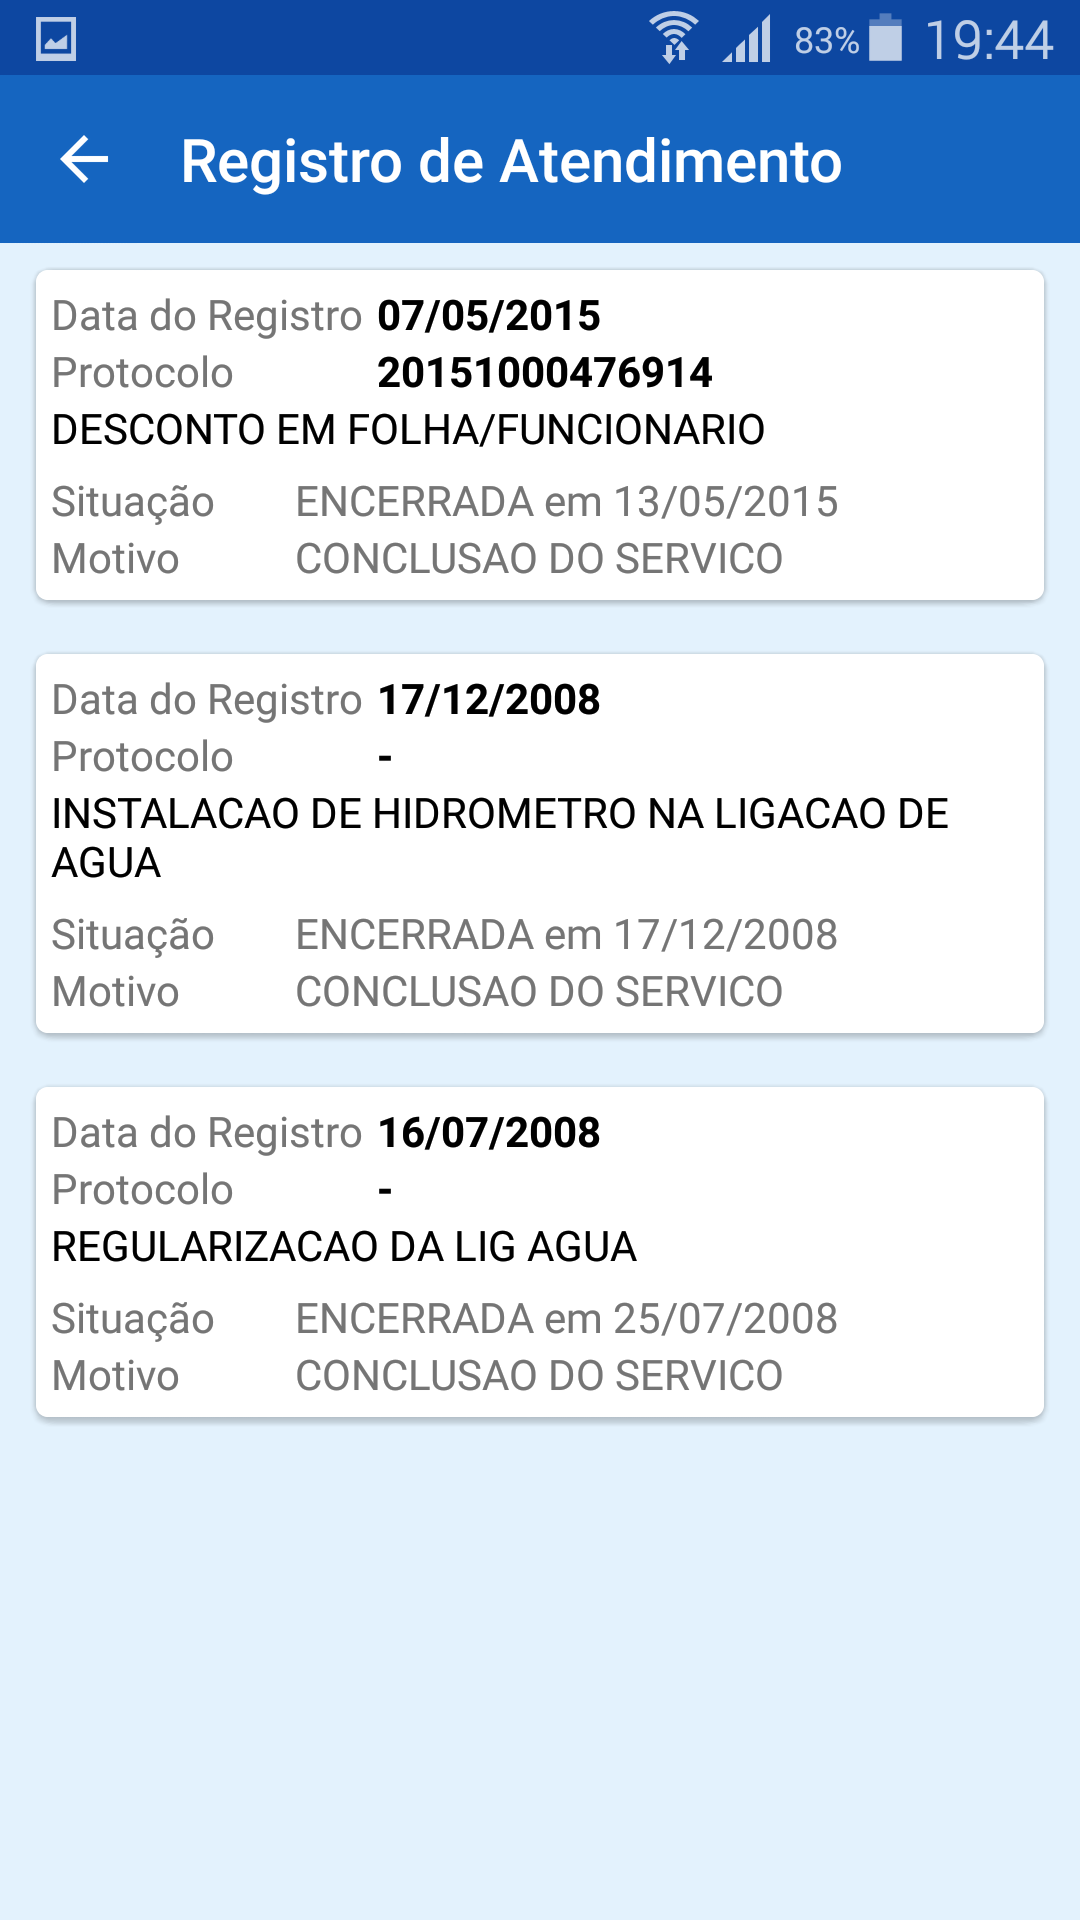 83% 19:44
Registro de Atendimento
Data do Registro 07/05/2015
Protocolo 20151000476914
DESCONTO EM FOLHA/FUNCIONARIO
Situação ENCERRADA em 13/05/2015
Motivo CONCLUSAO DO SERVICO
Data do Registro 17/12/2008
Protocolo -
INSTALACAO DE HIDROMETRO NA LIGACAO DE
AGUA
Situação ENCERRADA em 17/12/2008
Motivo CONCLUSAO DO SERVICO
Data do Registro 16/07/2008
Protocolo -
REGULARIZACAO DA LIG AGUA
Situação ENCERRADA em 25/07/2008
Motivo CONCLUSAO DO SERVICO